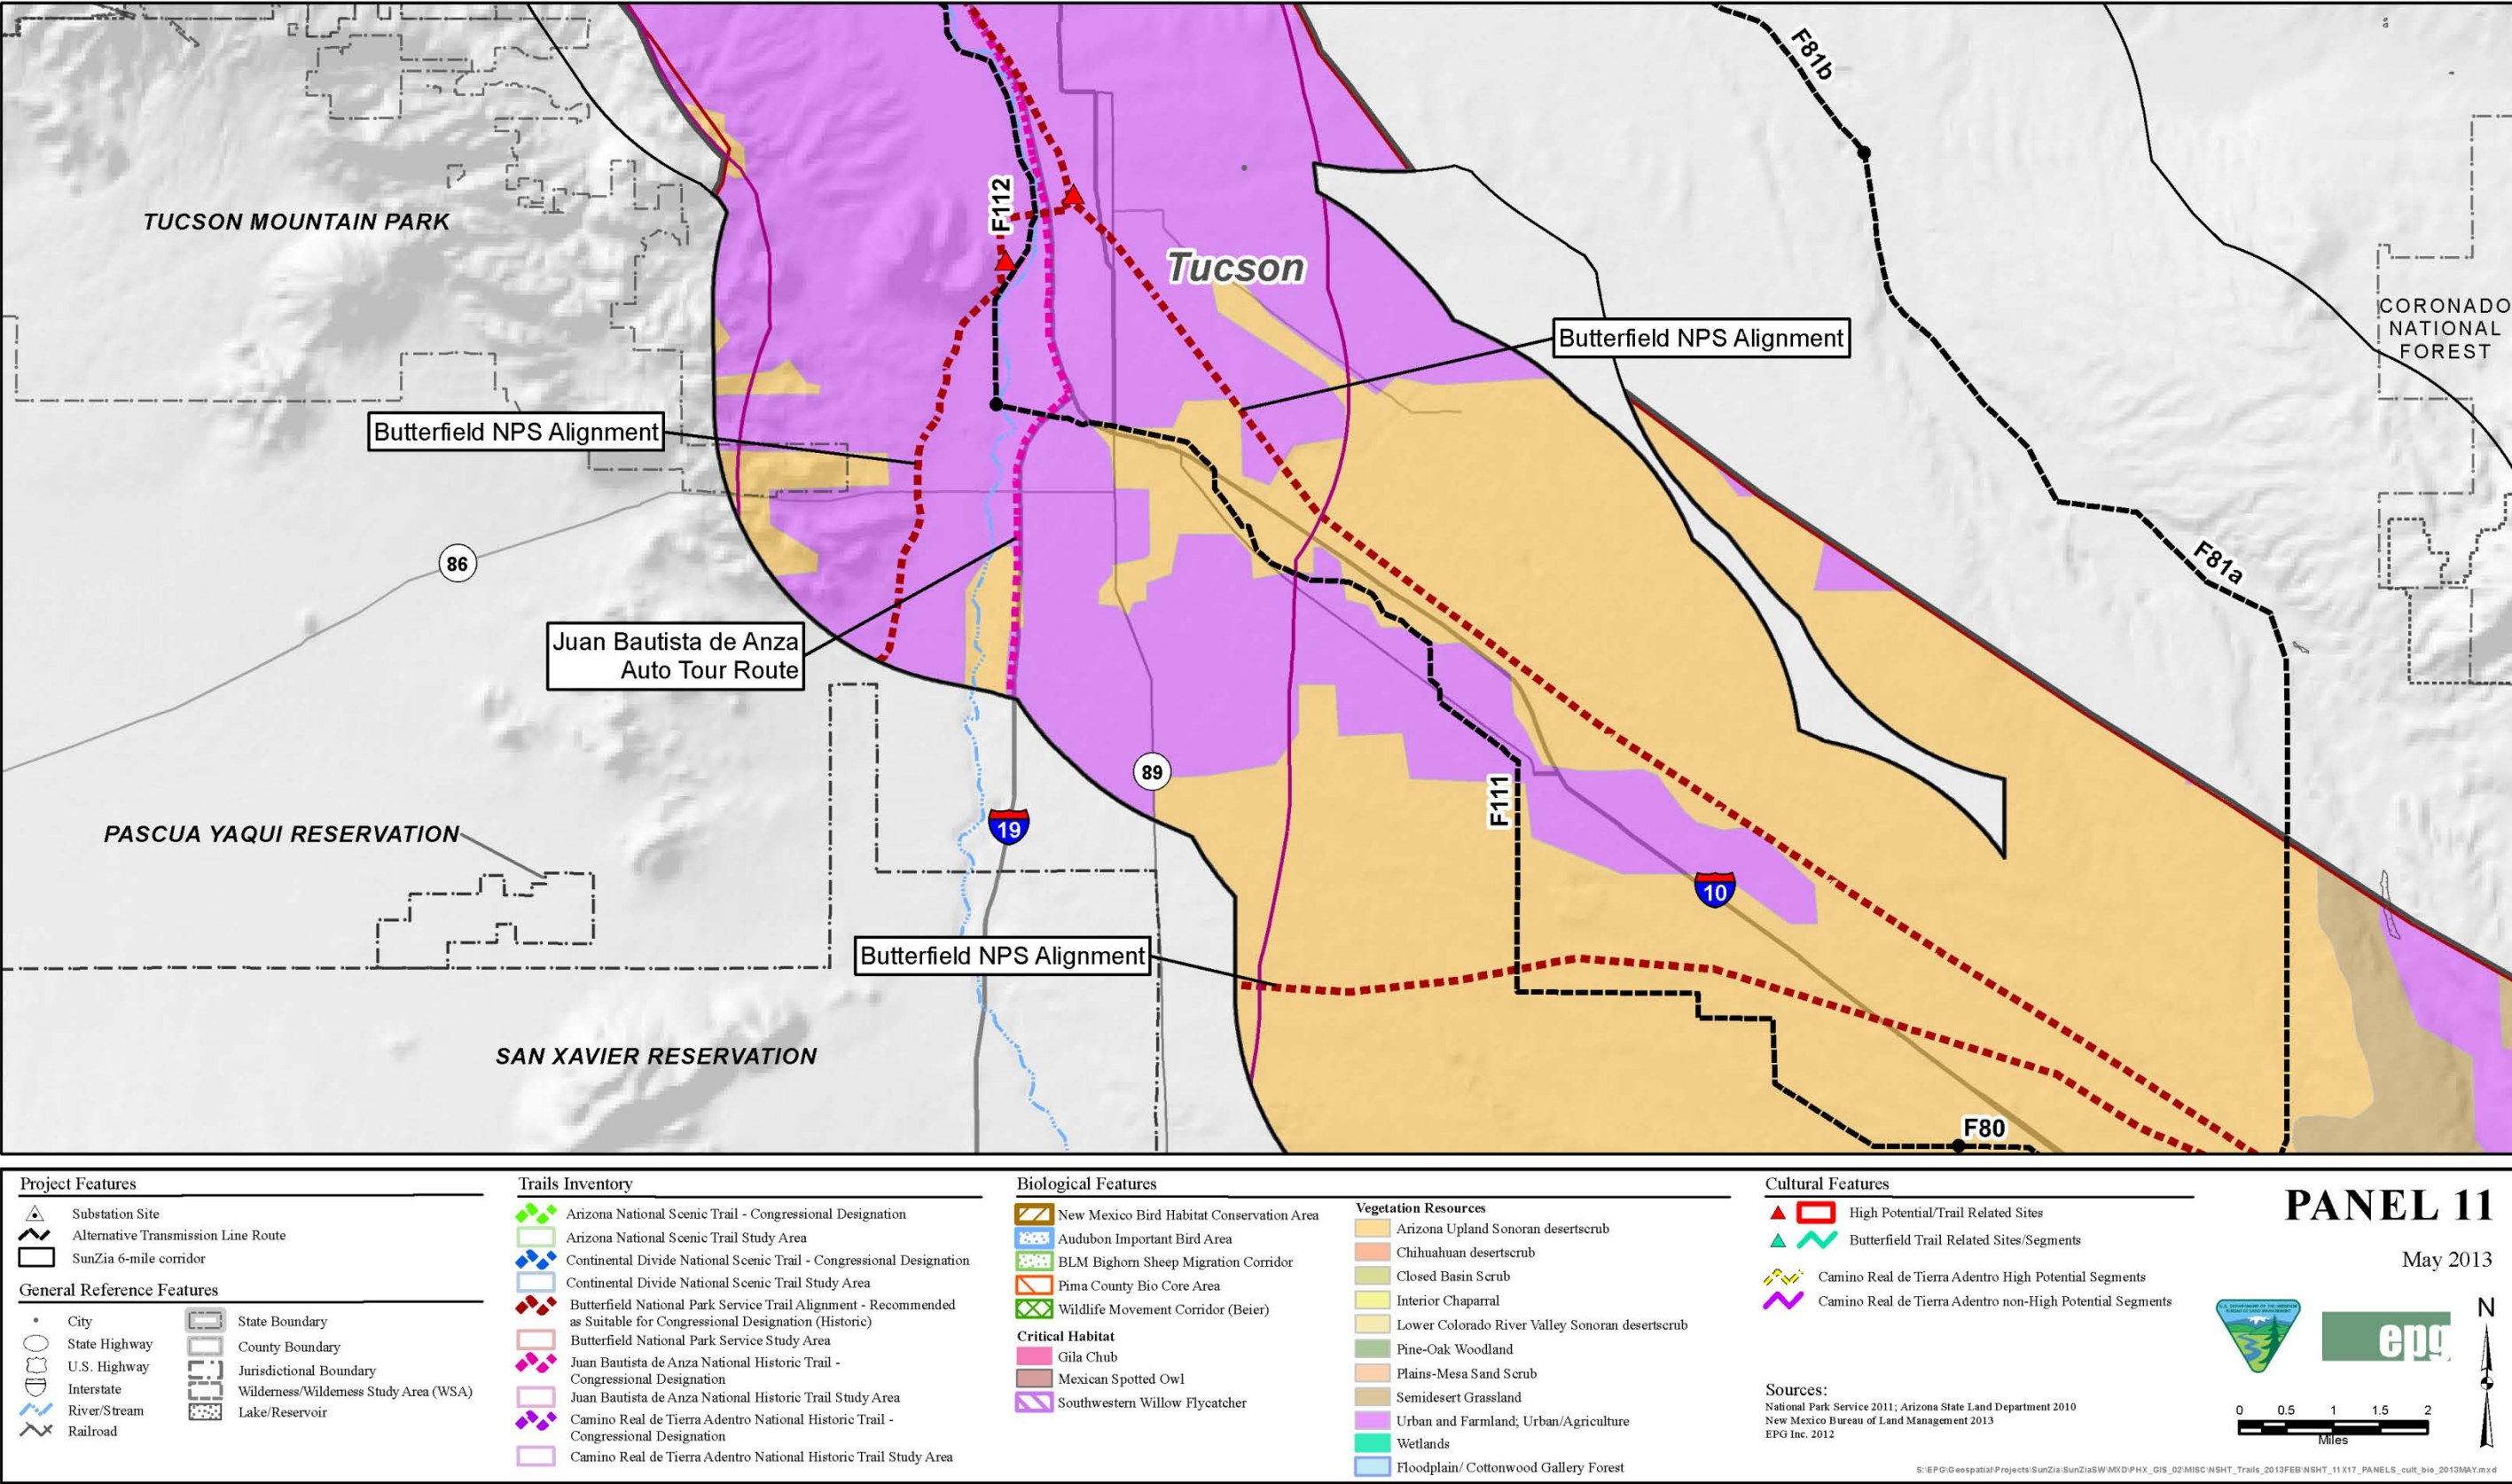 F81b
TUCSON MOUNTAIN PARK
F112
Tucson
CORONADO
NATIONAL
FOREST
Butterfield NPS Alignment
Butterfield NPS Alignment
86
F81a
Juan Bautista de Anza
Auto Tour Route
89
F111
PASCUA YAQUI RESERVATION
19
10
Butterfield NPS Alignment
SAN XAVIER RESERVATION
F80
Project Features
Substation Site
Alternative Transmission Line Route
SunZia 6-mile corridor
General Reference Features
City
State Highway
U.S. Highway
Interstate
River/Stream
Railroad
State Boundary
County Boundary
Jurisdictional Boundary
Wilderness/Wilderness Study Area (WSA)
Lake/Reservoir
Trails Inventory
Arizona National Scenic Trail - Congressional Designation
Arizona National Scenic Trail Study Area
Continental Divide National Scenic Trail - Congressional Designation
Continental Divide National Scenic Trail Study Area
Butterfield National Park Service Trail Alignment - Recommended
as Suitable for Congressional Designation (Historic)
Butterfield National Park Service Study Area
Juan Bautista de Anza National Historic Trail -
Congressional Designation
Juan Bautista de Anza National Historic Trail Study Area
Camino Real de Tierra Adentro National Historic Trail -
Congressional Designation
Camino Real de Tierra Adentro National Historic Trail Study Area
Biological Features
New Mexico Bird Habitat Conservation Area
Audubon Important Bird Area
BLM Bighorn Sheep Migration Corridor
Pima County Bio Core Area
Wildlife Movement Corridor (Beier)
Critical Habitat
Gila Chub
Mexican Spotted Owl
Southwestern Willow Flycatcher
Vegetation Resources
Arizona Upland Sonoran desertscrub
Chihuahuan desertscrub
Closed Basin Scrub
Interior Chaparral
Lower Colorado River Valley Sonoran desertscrub
Pine-Oak Woodland
Plains-Mesa Sand Scrub
Semidesert Grassland
Urban and Farmland; Urban/Agriculture
Wetlands
Floodplain/ Cottonwood Gallery Forest
Cultural Features
High Potential/Trail Related Sites
Butterfield Trail Related Sites/Segments
Camino Real de Tierra Adentro High Potential Segments
Camino Real de Tierra Adentro non-High Potential Segments
Sources:
National Park Service 2011; Arizona State Land Department 2010
New Mexico Bureau of Land Management 2013
EPG Inc. 2012
PANEL 11
May 2013
epg
N
0 0.5 1 1.5 2
Miles
S:\EPG\Geospatial\Projects\SunZia\SunZiaSW\MXD\PHX_GIS_02\MISC\NSHT_Trails_2013FEB\NSHT_11X17_PANELS_cult_bio_2013MAY.mxd